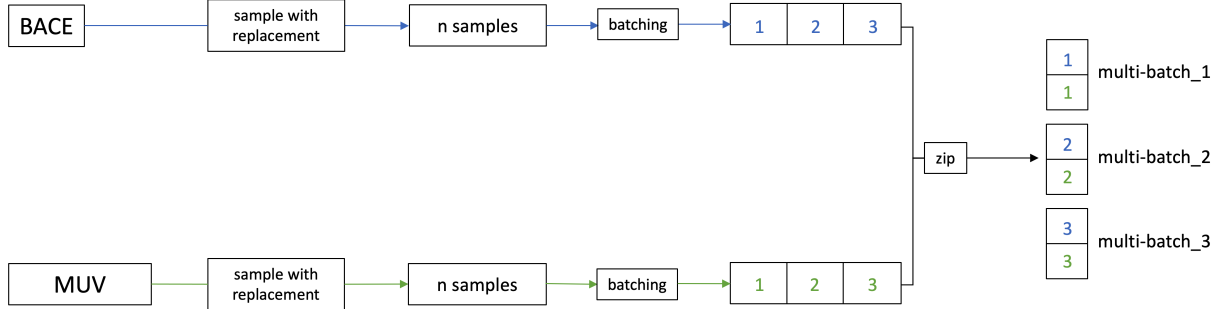 BACE
sample with
replacement
n samples
batching
1 2 3
MUV
sample with
replacement
n samples
batching
1 2 3
zip
1
1
multi-batch_1
2
2
multi-batch_2
3
3
multi-batch_3